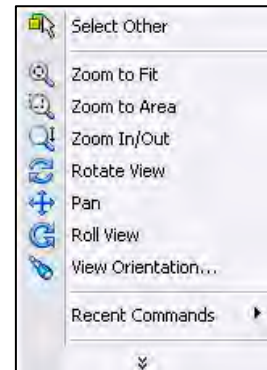 Select Other
Zoom to Fit
Zoom to Area
Zoom In/Out
Rotate View
Pan
Roll View
View Orientation...
Recent Commands